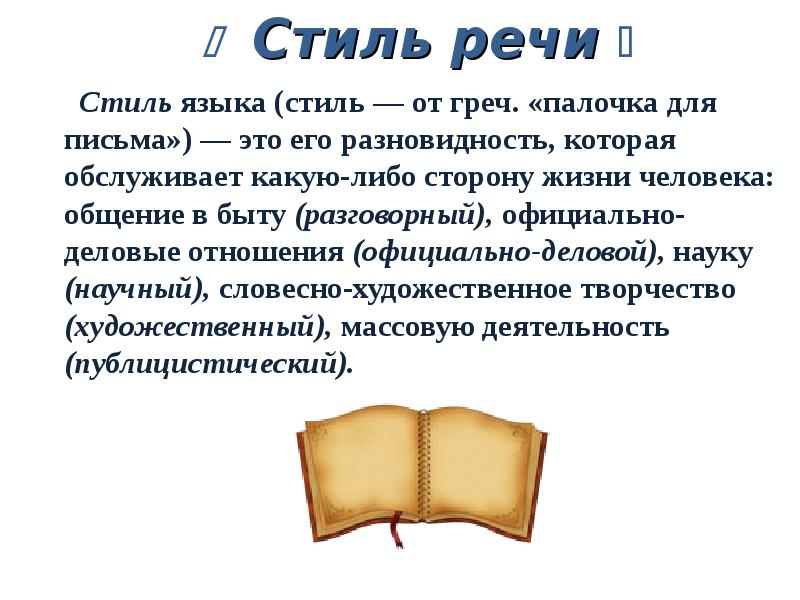 Стиль речи
Стиль языка (стиль — от греч. «палочка для
письма») — это его разновидность, которая
обслуживает какую-либо сторону жизни человека:
общение в быту (разговорный), официально-
деловые отношения (официально-деловой), науку
(научный), словесно-художественное творчество
(художественный), массовую деятельность
(публицистический).